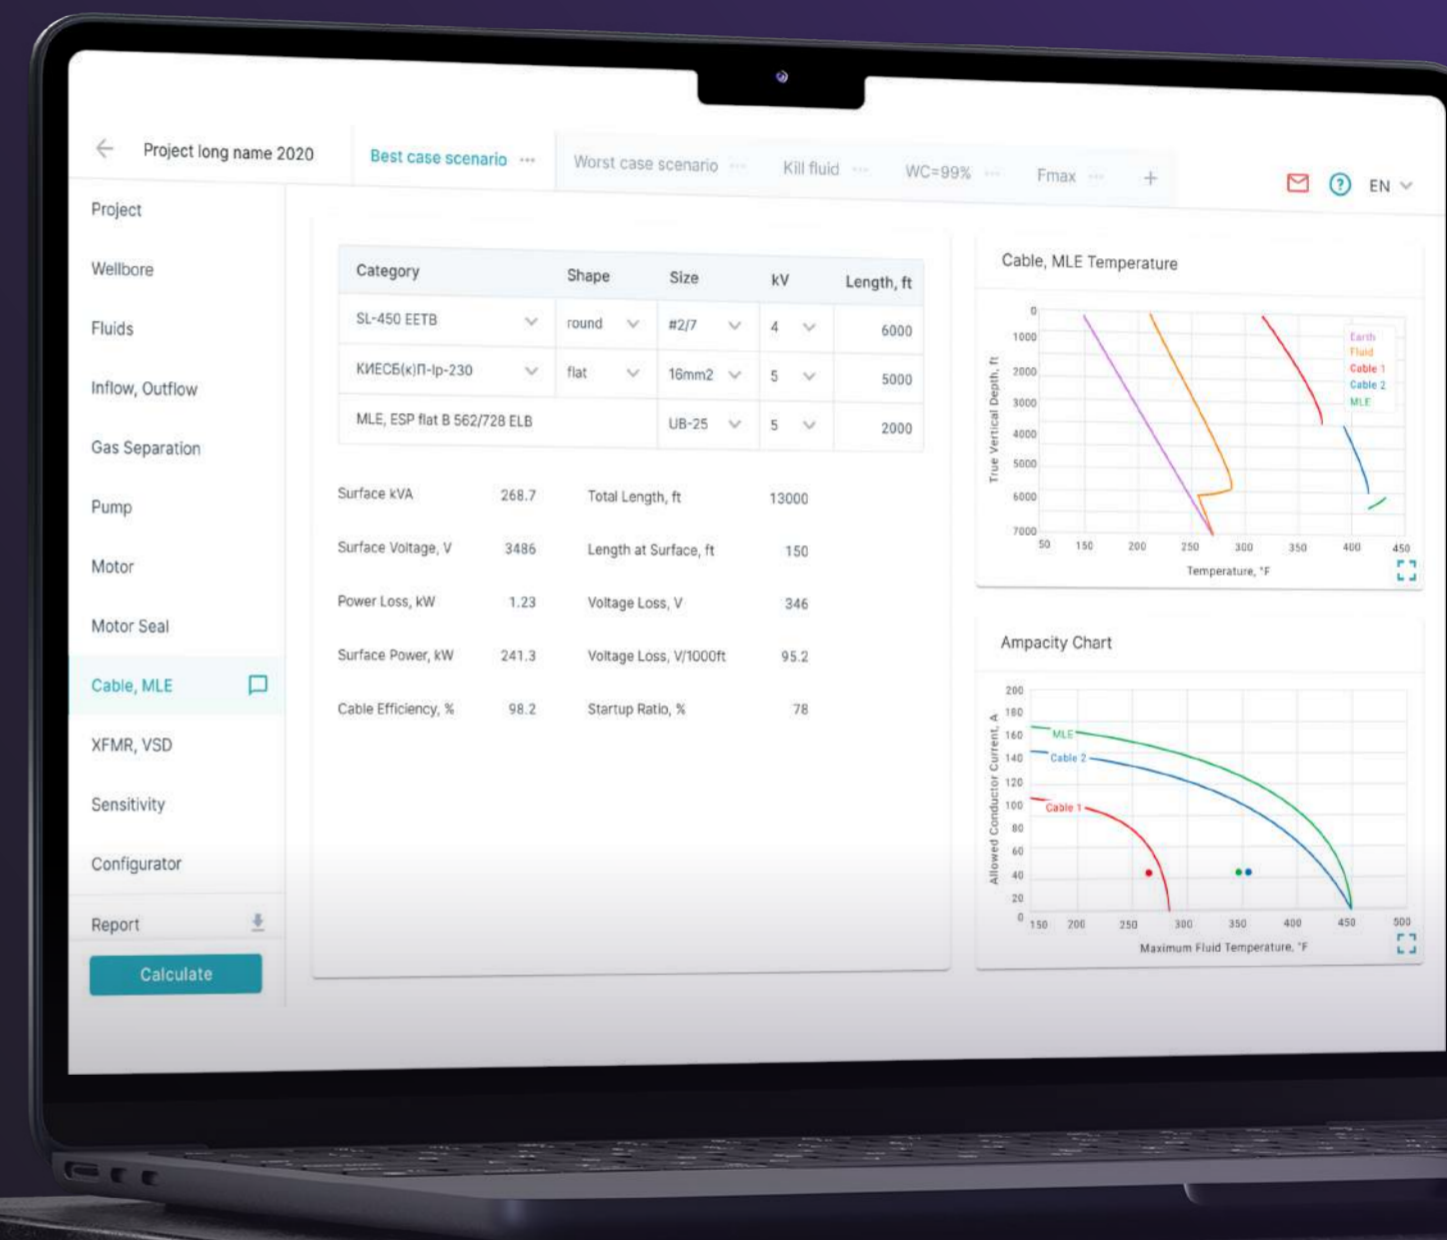 Project long name 2020
Best case scenario ...
Worst case scenario ...
Kill fluid ...
WC=99% ...
Fmax ...
+
EN
Project
Wellbore
Fluids
Inflow, Outflow
Gas Separation
Pump
Motor
Motor Seal
Cable, MLE
XFMR, VSD
Sensitivity
Configurator
Report
Calculate
Category Shape Size kV Length, ft
SL-450 EETB round #2/7 4 6000
КИЕСБ(к)П-Iр-230 flat 16mm2 5 5000
MLE, ESP flat B 562/728 ELB UB-25 5 2000
Surface kVA 268.7 Total Length, ft 13000
Surface Voltage, V 3486 Length at Surface, ft 150
Power Loss, kW 1.23 Voltage Loss, V 346
Surface Power, kW 241.3 Voltage Loss, V/1000ft 95.2
Cable Efficiency, % 98.2 Startup Ratio, % 78
Cable, MLE Temperature
True Vertical Depth, ft
0
1000
2000
3000
4000
5000
6000
7000
Earth
Fluid
Cable 1
Cable 2
MLE
50 150 200 250 300 350 400 450
Temperature, °F
Ampacity Chart
Allowed Conductor Current, A
200
180
160
140
120
100
80
60
40
20
0
MLE
Cable 2
Cable 1
150 200 250 300 350 400 450 500
Maximum Fluid Temperature, °F
?